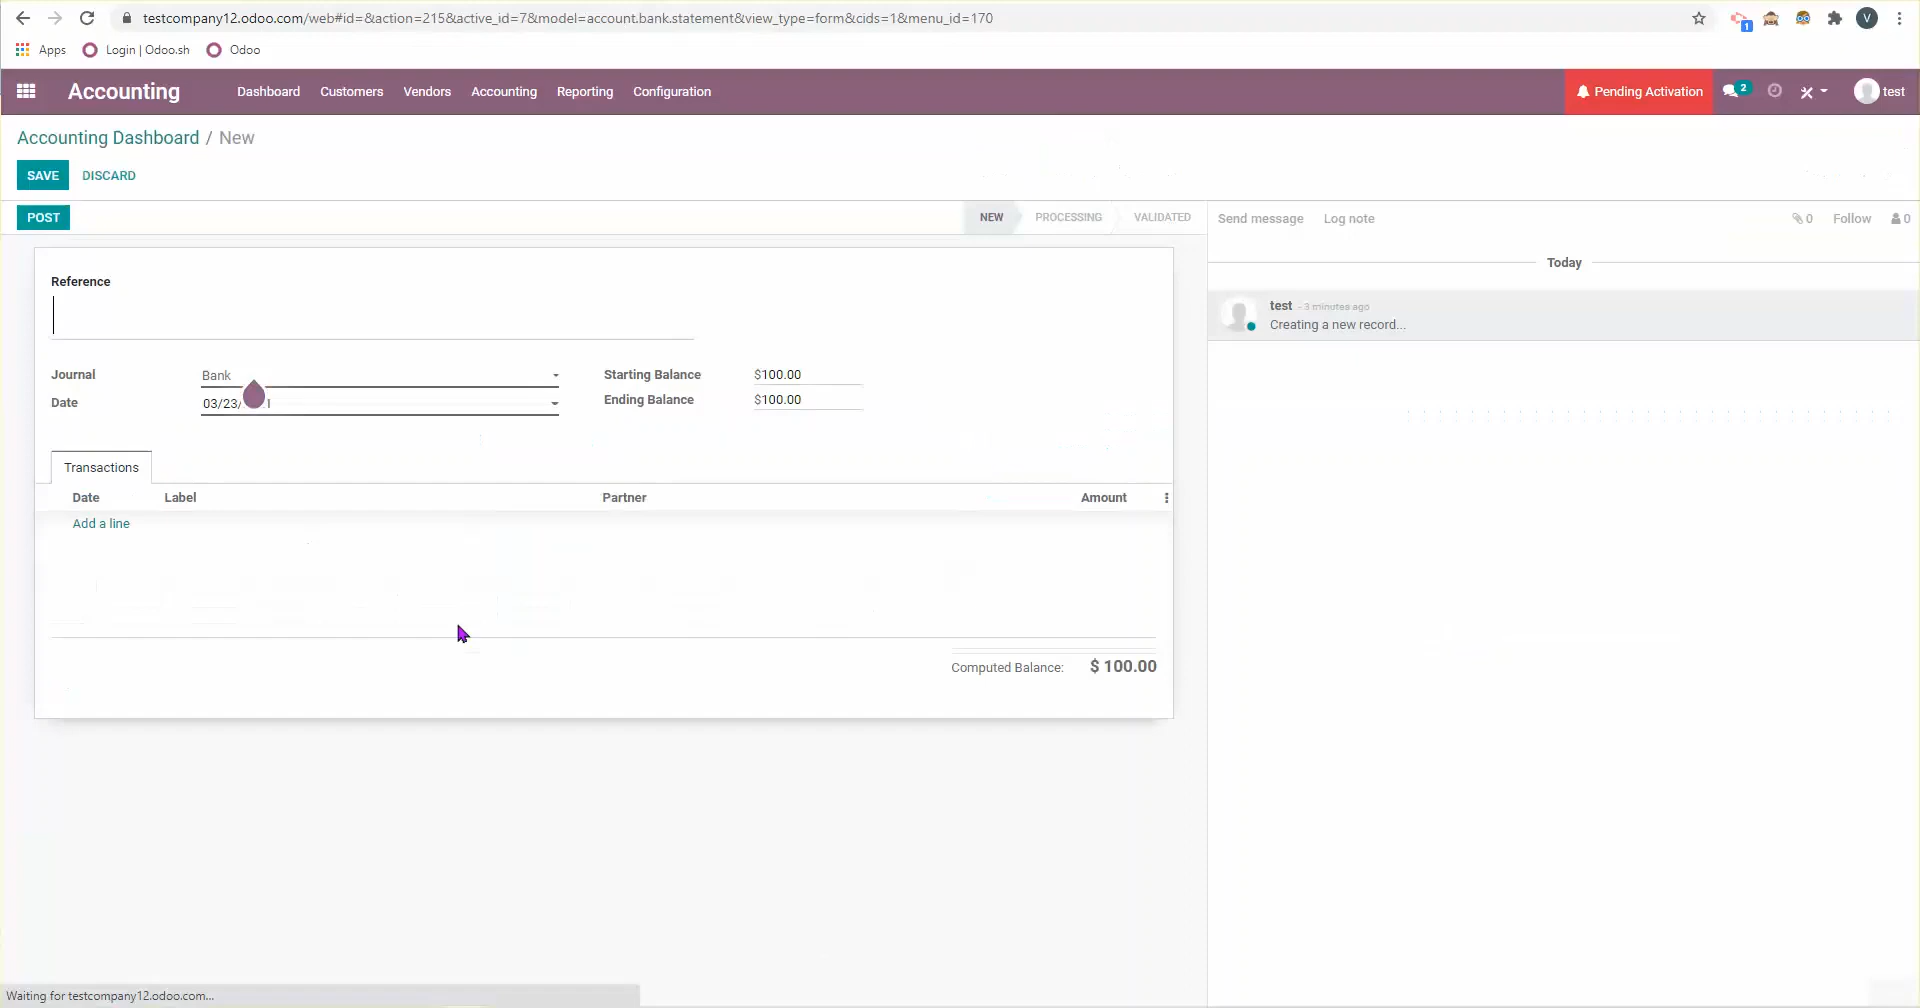 testcompany12.odoo.com/web#id=&action=215&active_id=7&model=account.bank.statement&view_type=form&cids=1&menu_id=170
1
V
Apps
Login | Odoo.sh
Odoo
Accounting
Dashboard
Customers
Vendors
Accounting
Reporting
Configuration
Pending Activation
2
test
Accounting Dashboard / New
SAVE
DISCARD
POST
NEW
PROCESSING
VALIDATED
Send message
Log note
0
Follow
0
Reference
Today
test - 3 minutes ago
Creating a new record...
Journal
Bank
Starting Balance
$100.00
Date
03/23/
Ending Balance
$100.00
Transactions
Date
Label
Partner
Amount
Add a line
Computed Balance:
$ 100.00
Waiting for testcompany12.odoo.com...